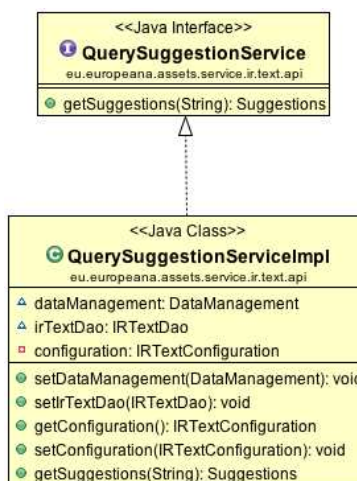 <<Java Interface>>
QuerySuggestionService
eu.europeana.assets.service.ir.text.api
getSuggestions(String): Suggestions
<<Java Class>>
QuerySuggestionServiceImpl
eu.europeana.assets.service.ir.text.api
dataManagement: DataManagement
irTextDao: IRTextDao
configuration: IRTextConfiguration
setDataManagement(DataManagement): void
setIrTextDao(IRTextDao): void
getConfiguration(): IRTextConfiguration
setConfiguration(IRTextConfiguration): void
getSuggestions(String): Suggestions